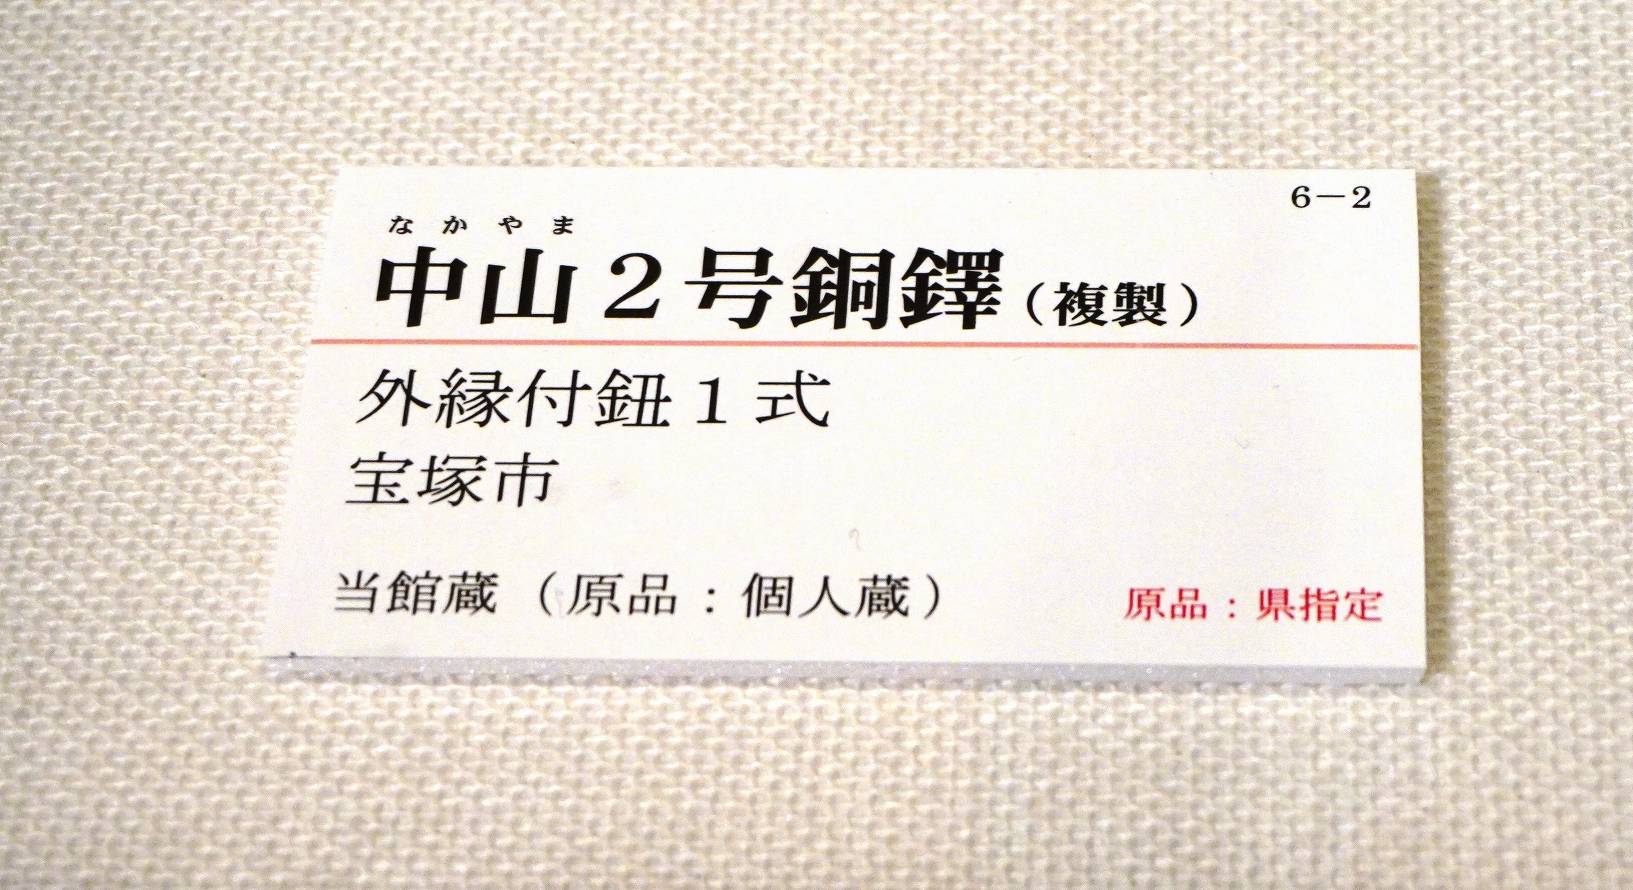 6－2
なかやま
中山２号銅鐸（複製）
外縁付鈕１式
宝塚市
当館蔵（原品：個人蔵）
原品：県指定